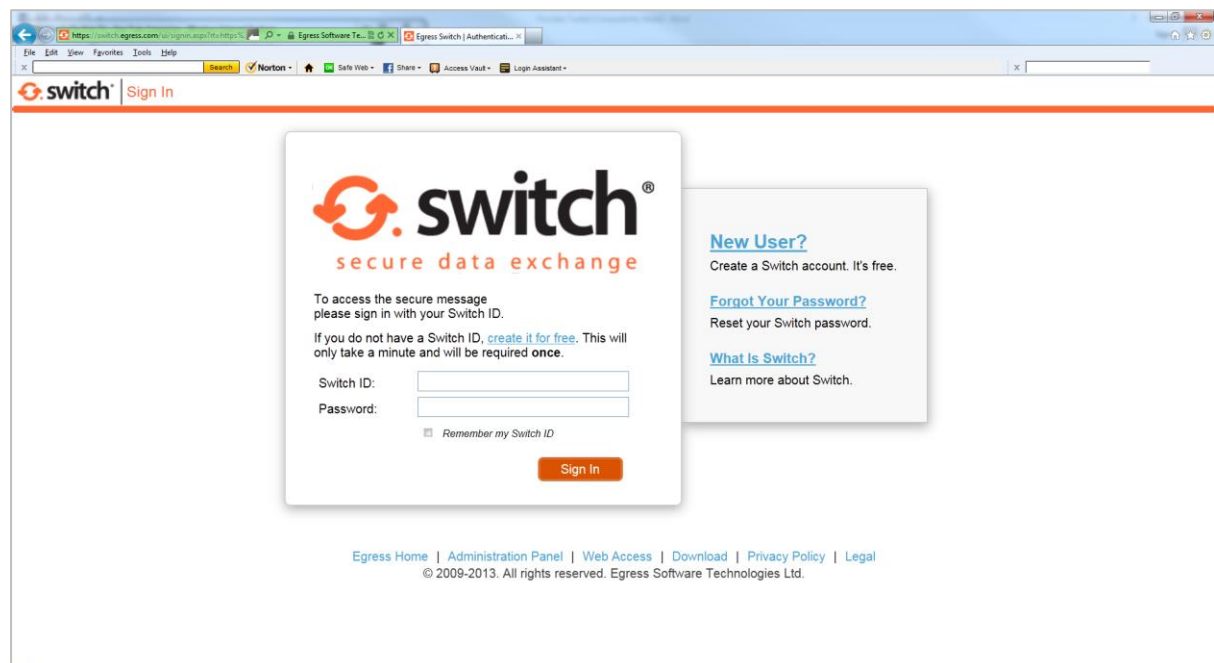 https://switch.egress.com/ui/signin.aspx?rt=https%
Egress Software Te...
Egress Switch | Authenticati...
File Edit View Favorites Tools Help
Search Norton Safe Web Share Access Vault Login Assistant
switch Sign In
switch®
secure data exchange
To access the secure message
please sign in with your Switch ID.
If you do not have a Switch ID, create it for free. This will
only take a minute and will be required once.
Switch ID:
Password:
Remember my Switch ID
Sign In
New User?
Create a Switch account. It's free.
Forgot Your Password?
Reset your Switch password.
What Is Switch?
Learn more about Switch.
Egress Home | Administration Panel | Web Access | Download | Privacy Policy | Legal
© 2009-2013. All rights reserved. Egress Software Technologies Ltd.